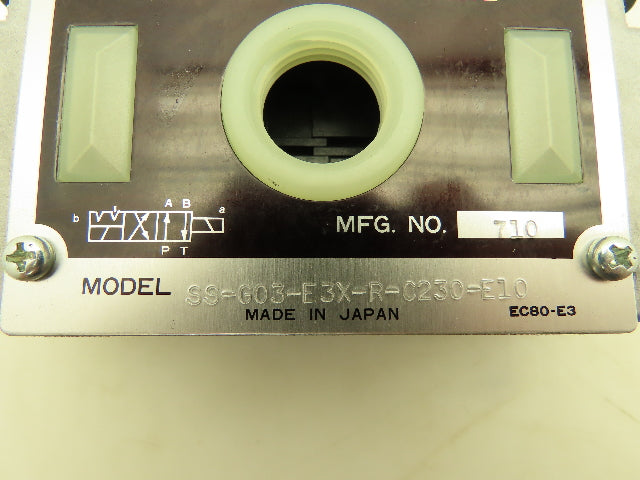 A B
b a
P T
MFG. NO. 710
MODEL SS-G03-E3X-R-C230-E10
MADE IN JAPAN EC80-E3